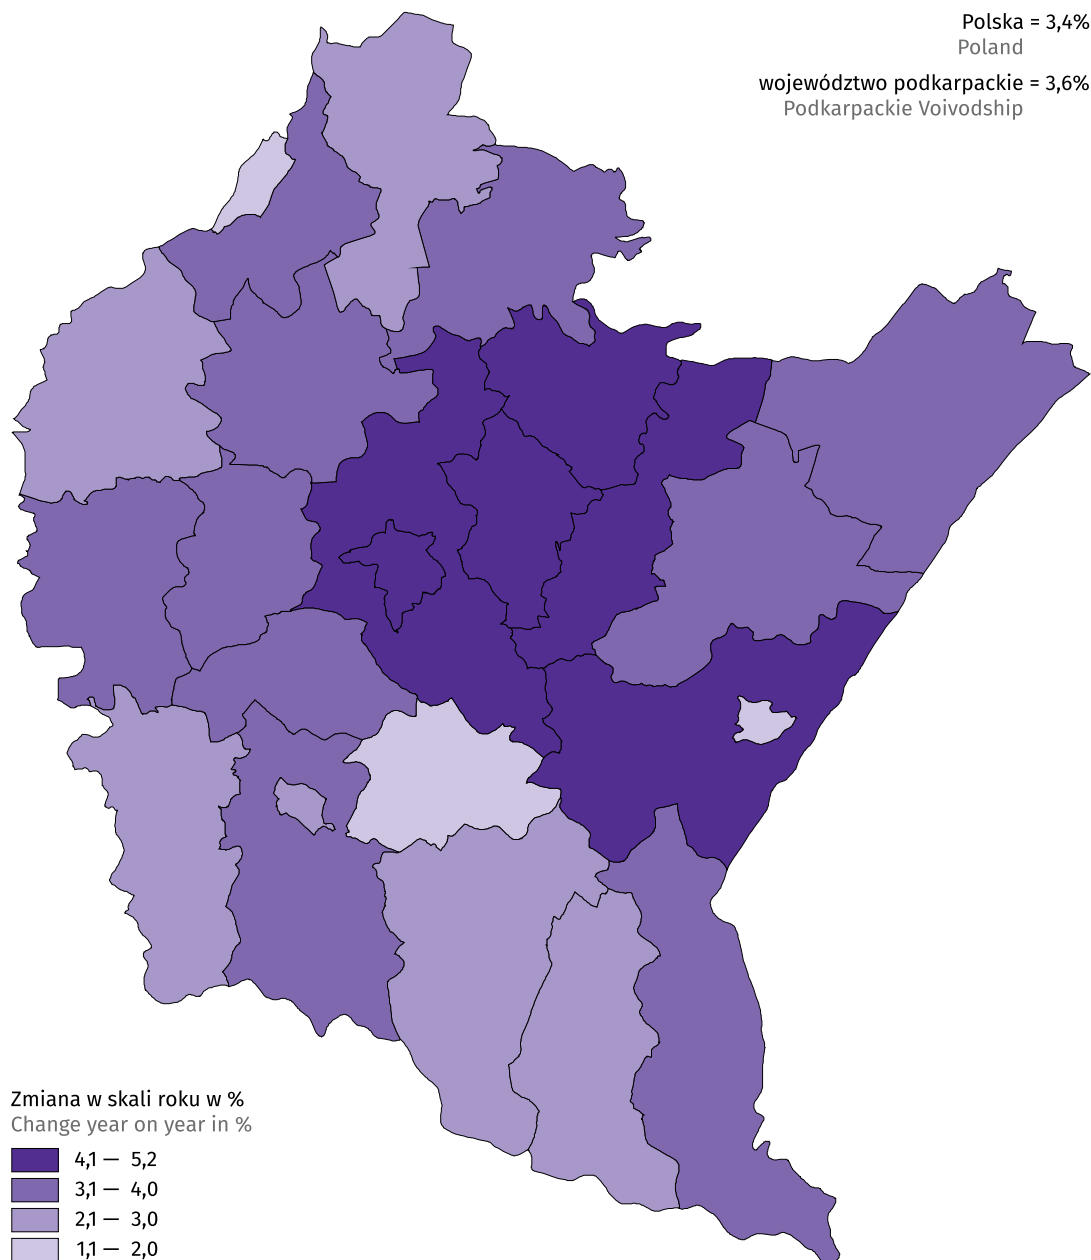 Polska = 3,4%
Poland
województwo podkarpackie = 3,6%
Podkarpackie Voivodship
Zmiana w skali roku w %
Change year on year in %
4,1 — 5,2
3,1 — 4,0
2,1 — 3,0
1,1 — 2,0